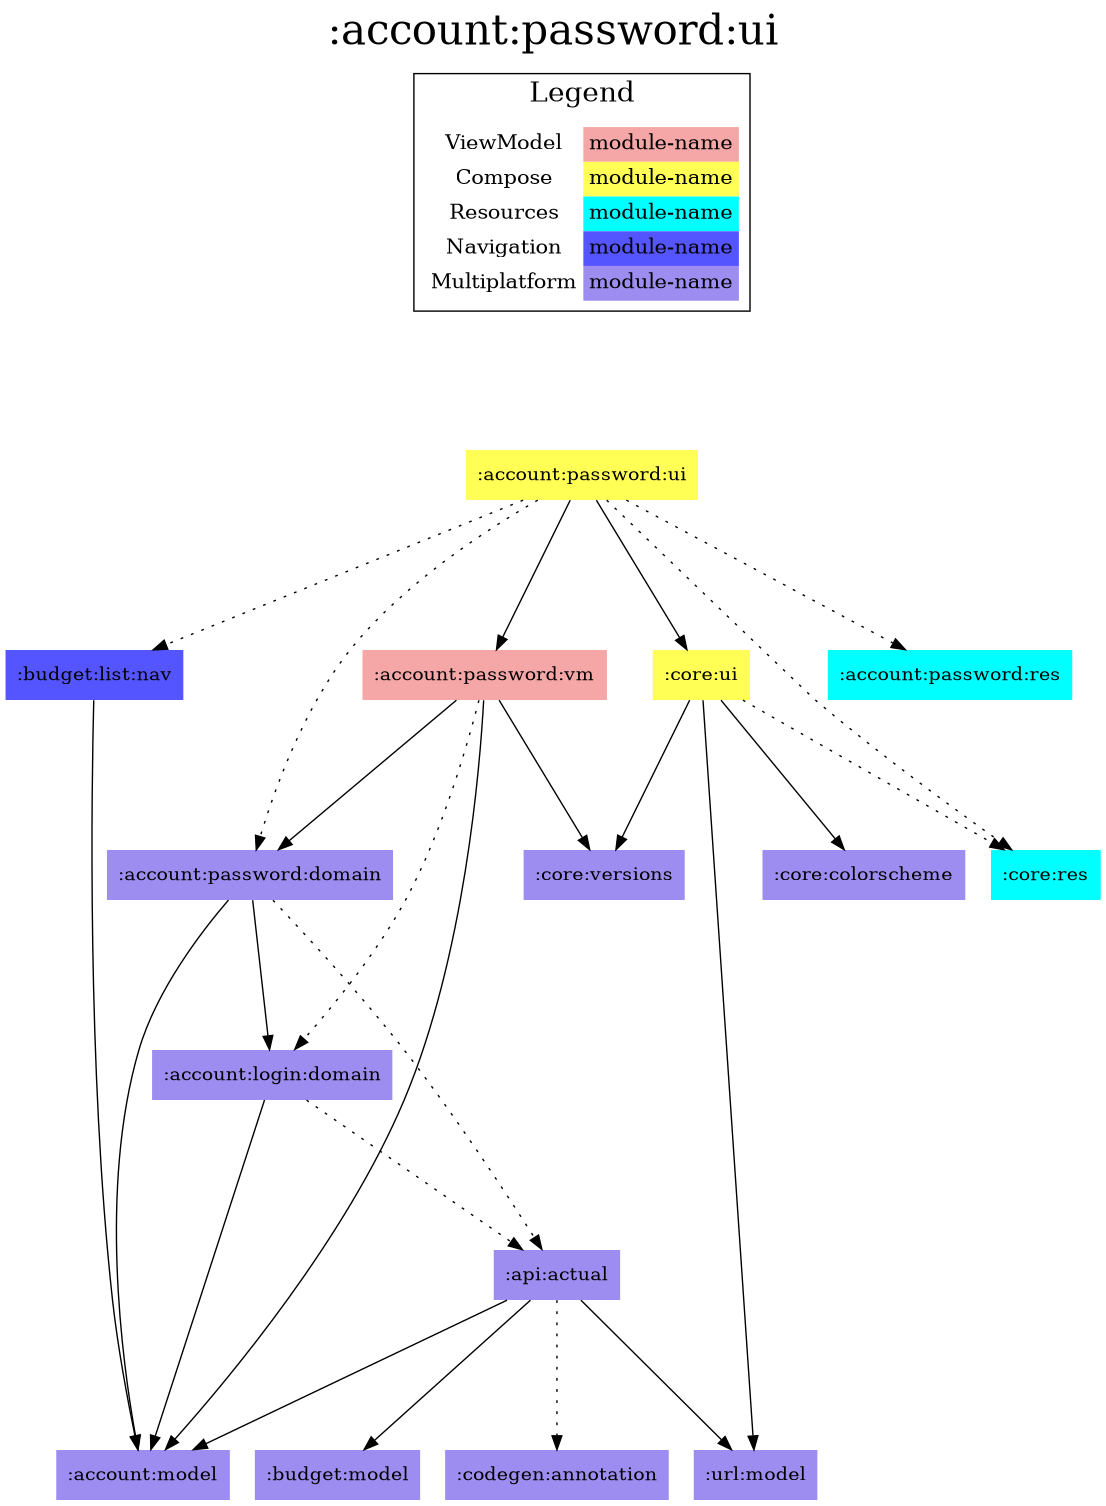 :account:password:ui
Legend
ViewModel module-name
Compose module-name
Resources module-name
Navigation module-name
Multiplatform module-name
:account:password:ui
:budget:list:nav :account:password:vm :core:ui :account:password:res
:account:password:domain :core:versions :core:colorscheme :core:res
:account:login:domain
:api:actual
:account:model :budget:model :codegen:annotation :url:model